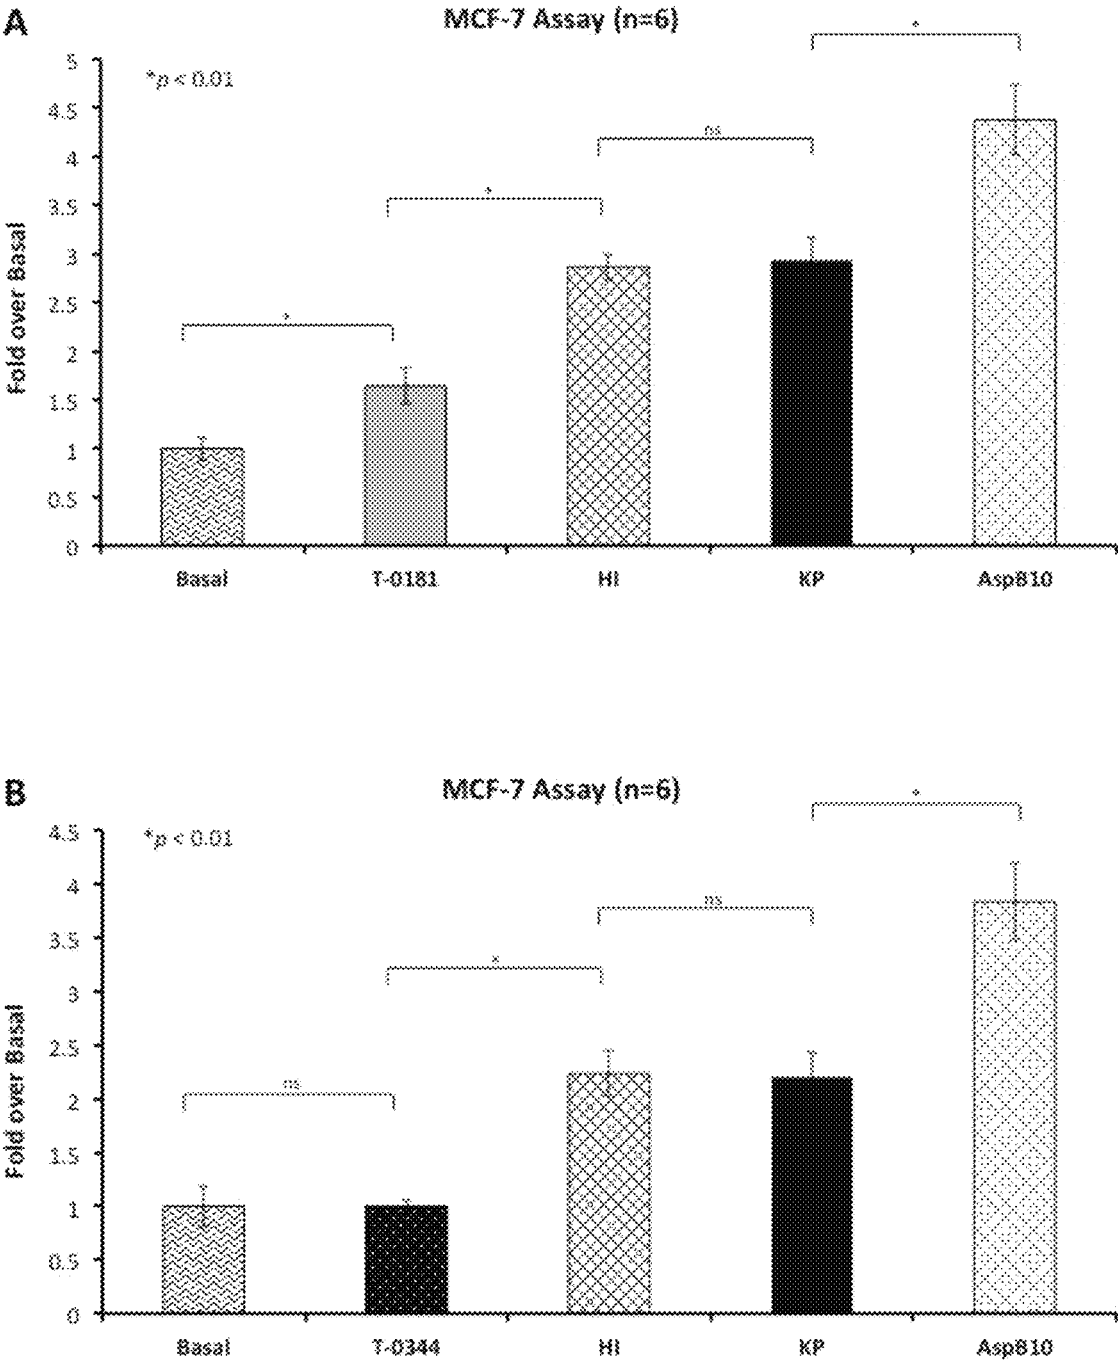 A
MCF-7 Assay (n=6)
*
5
*p < 0.01
4.5
ns
4
*
3.5
3
2.5
*
2
1.5
1
0.5
0
Fold over Basal
Basal T-0181 HI KP AspB10
B
MCF-7 Assay (n=6)
*
4.5
*p < 0.01
4
ns
3.5
*
3
2.5
ns
2
1.5
1
0.5
0
Fold over Basal
Basal T-0344 HI KP AspB10